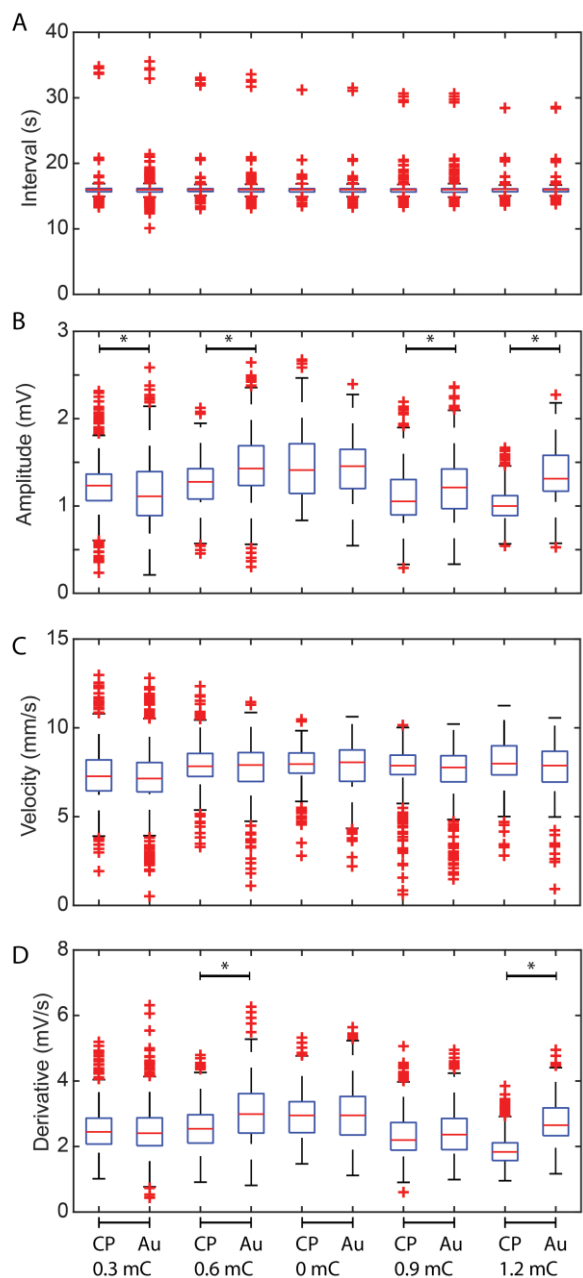 A
40
30
20
10
0
Interval (s)
B
3
2
1
0
Amplitude (mV)
* * * *
C
15
10
5
0
Velocity (mm/s)
D
8
6
4
2
0
Derivative (mV/s)
* *
CP Au CP Au CP Au CP Au CP Au
0.3 mC 0.6 mC 0 mC 0.9 mC 1.2 mC